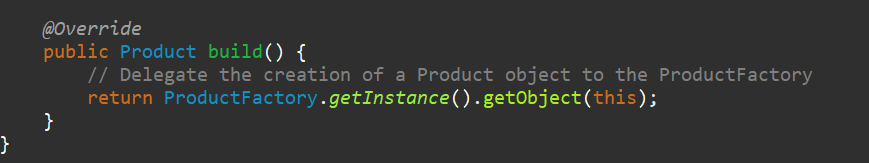 @Override
public Product build() {
// Delegate the creation of a Product object to the ProductFactory
return ProductFactory.getInstance().getObject(this);
}
}